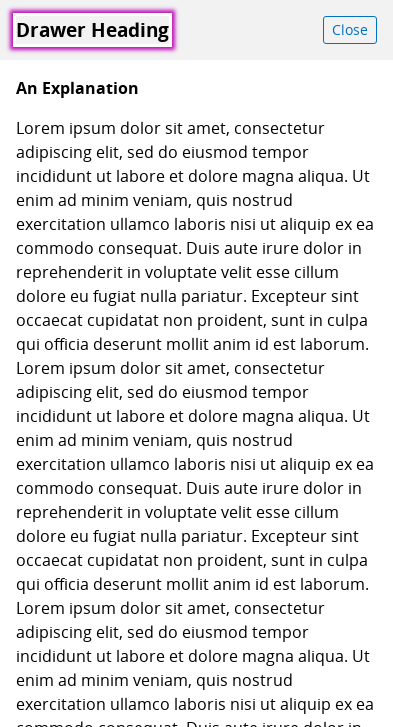 Drawer Heading
Close
An Explanation
Lorem ipsum dolor sit amet, consectetur
adipiscing elit, sed do eiusmod tempor
incididunt ut labore et dolore magna aliqua. Ut
enim ad minim veniam, quis nostrud
exercitation ullamco laboris nisi ut aliquip ex ea
commodo consequat. Duis aute irure dolor in
reprehenderit in voluptate velit esse cillum
dolore eu fugiat nulla pariatur. Excepteur sint
occaecat cupidatat non proident, sunt in culpa
qui officia deserunt mollit anim id est laborum.
Lorem ipsum dolor sit amet, consectetur
adipiscing elit, sed do eiusmod tempor
incididunt ut labore et dolore magna aliqua. Ut
enim ad minim veniam, quis nostrud
exercitation ullamco laboris nisi ut aliquip ex ea
commodo consequat. Duis aute irure dolor in
reprehenderit in voluptate velit esse cillum
dolore eu fugiat nulla pariatur. Excepteur sint
occaecat cupidatat non proident, sunt in culpa
qui officia deserunt mollit anim id est laborum.
Lorem ipsum dolor sit amet, consectetur
adipiscing elit, sed do eiusmod tempor
incididunt ut labore et dolore magna aliqua. Ut
enim ad minim veniam, quis nostrud
exercitation ullamco laboris nisi ut aliquip ex ea
commodo consequat. Duis aute irure dolor in